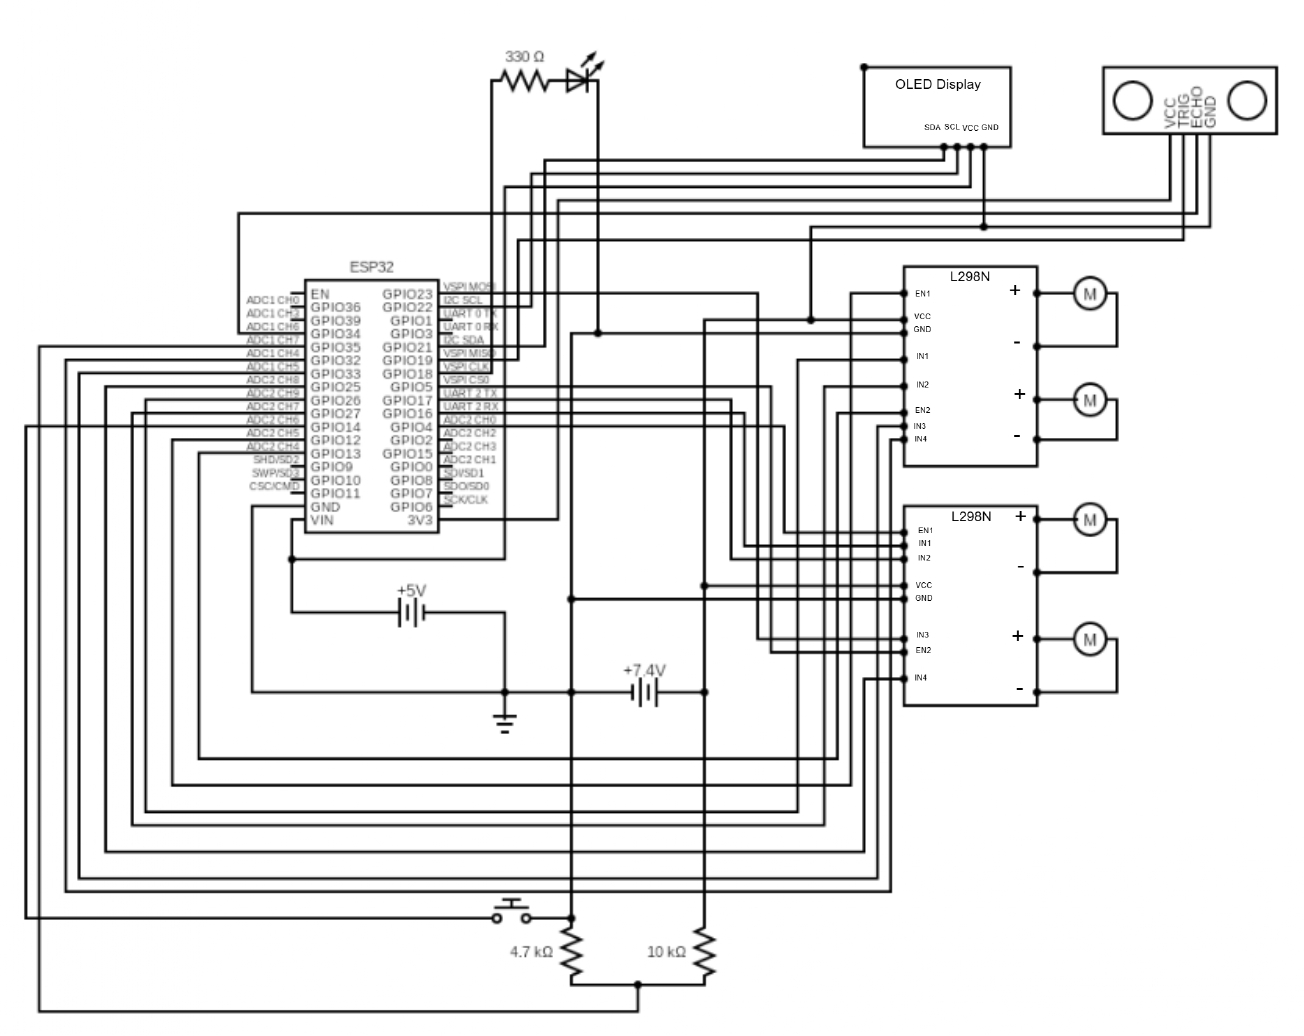 330 Ω
OLED Display
SDA SCL VCC GND
VCC
TRIG
ECHO
GND
ESP32
ADC1 CH0
ADC1 CH3
ADC1 CH6
ADC1 CH7
ADC1 CH4
ADC1 CH5
ADC2 CH8
ADC2 CH9
ADC2 CH7
ADC2 CH6
ADC2 CH5
ADC2 CH4
SHD/SD2
SWP/SD3
CSC/CMD
EN
GPIO36
GPIO39
GPIO34
GPIO35
GPIO32
GPIO33
GPIO25
GPIO26
GPIO27
GPIO14
GPIO12
GPIO13
GPIO9
GPIO10
GPIO11
GND
VIN
GPIO23
GPIO22
GPIO1
GPIO3
GPIO21
GPIO19
GPIO18
GPIO5
GPIO17
GPIO16
GPIO4
GPIO2
GPIO15
GPIO0
GPIO8
GPIO7
GPIO6
3V3
VSPI MOSI
I2C SCL
UART 0 TX
UART 0 RX
I2C SDA
VSPI MISO
VSPI CLK
VSPI CS0
UART 2 TX
UART 2 RX
ADC2 CH0
ADC2 CH2
ADC2 CH3
ADC2 CH1
SDI/SD1
SDO/SD0
SCK/CLK
L298N
EN1
+
M
VCC
GND
-
IN1
IN2
+
M
EN2
IN3
-
IN4
L298N
+
M
EN1
IN1
IN2
-
VCC
GND
IN3
+
M
EN2
IN4
-
+5V
+7.4V
4.7 kΩ
10 kΩ